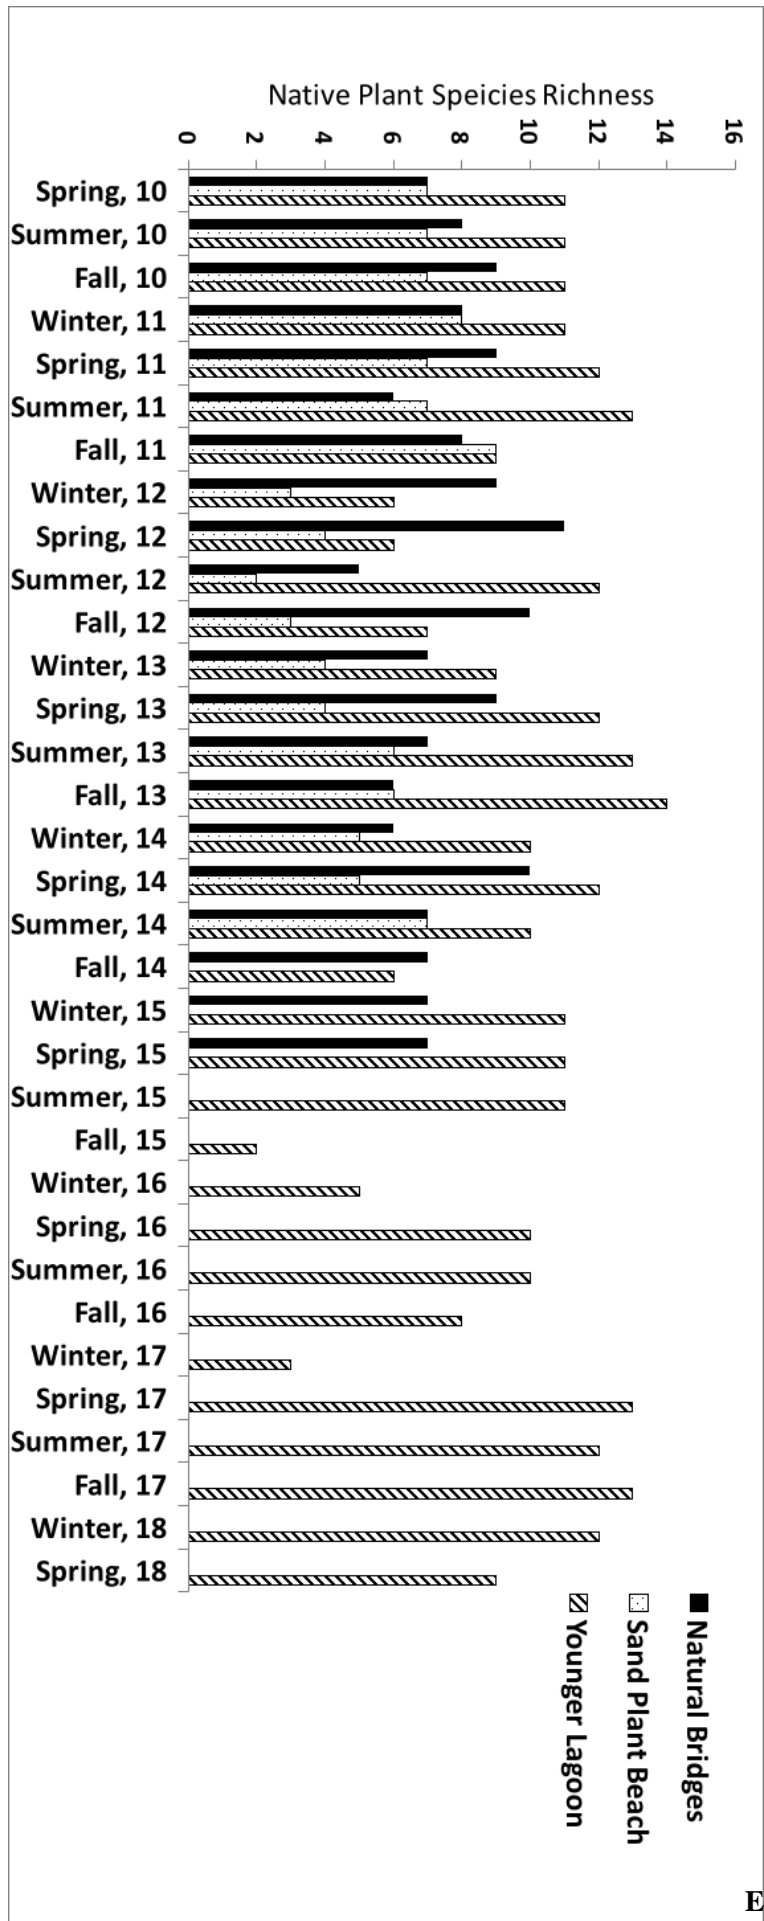 Native Plant Speicies Richness
0
2
4
6
8
10
12
14
16
Spring, 10
Summer, 10
Fall, 10
Winter, 11
Spring, 11
Summer, 11
Fall, 11
Winter, 12
Spring, 12
Summer, 12
Fall, 12
Winter, 13
Spring, 13
Summer, 13
Fall, 13
Winter, 14
Spring, 14
Summer, 14
Fall, 14
Winter, 15
Spring, 15
Summer, 15
Fall, 15
Winter, 16
Spring, 16
Summer, 16
Fall, 16
Winter, 17
Spring, 17
Summer, 17
Fall, 17
Winter, 18
Spring, 18
Natural Bridges
Sand Plant Beach
Younger Lagoon
E